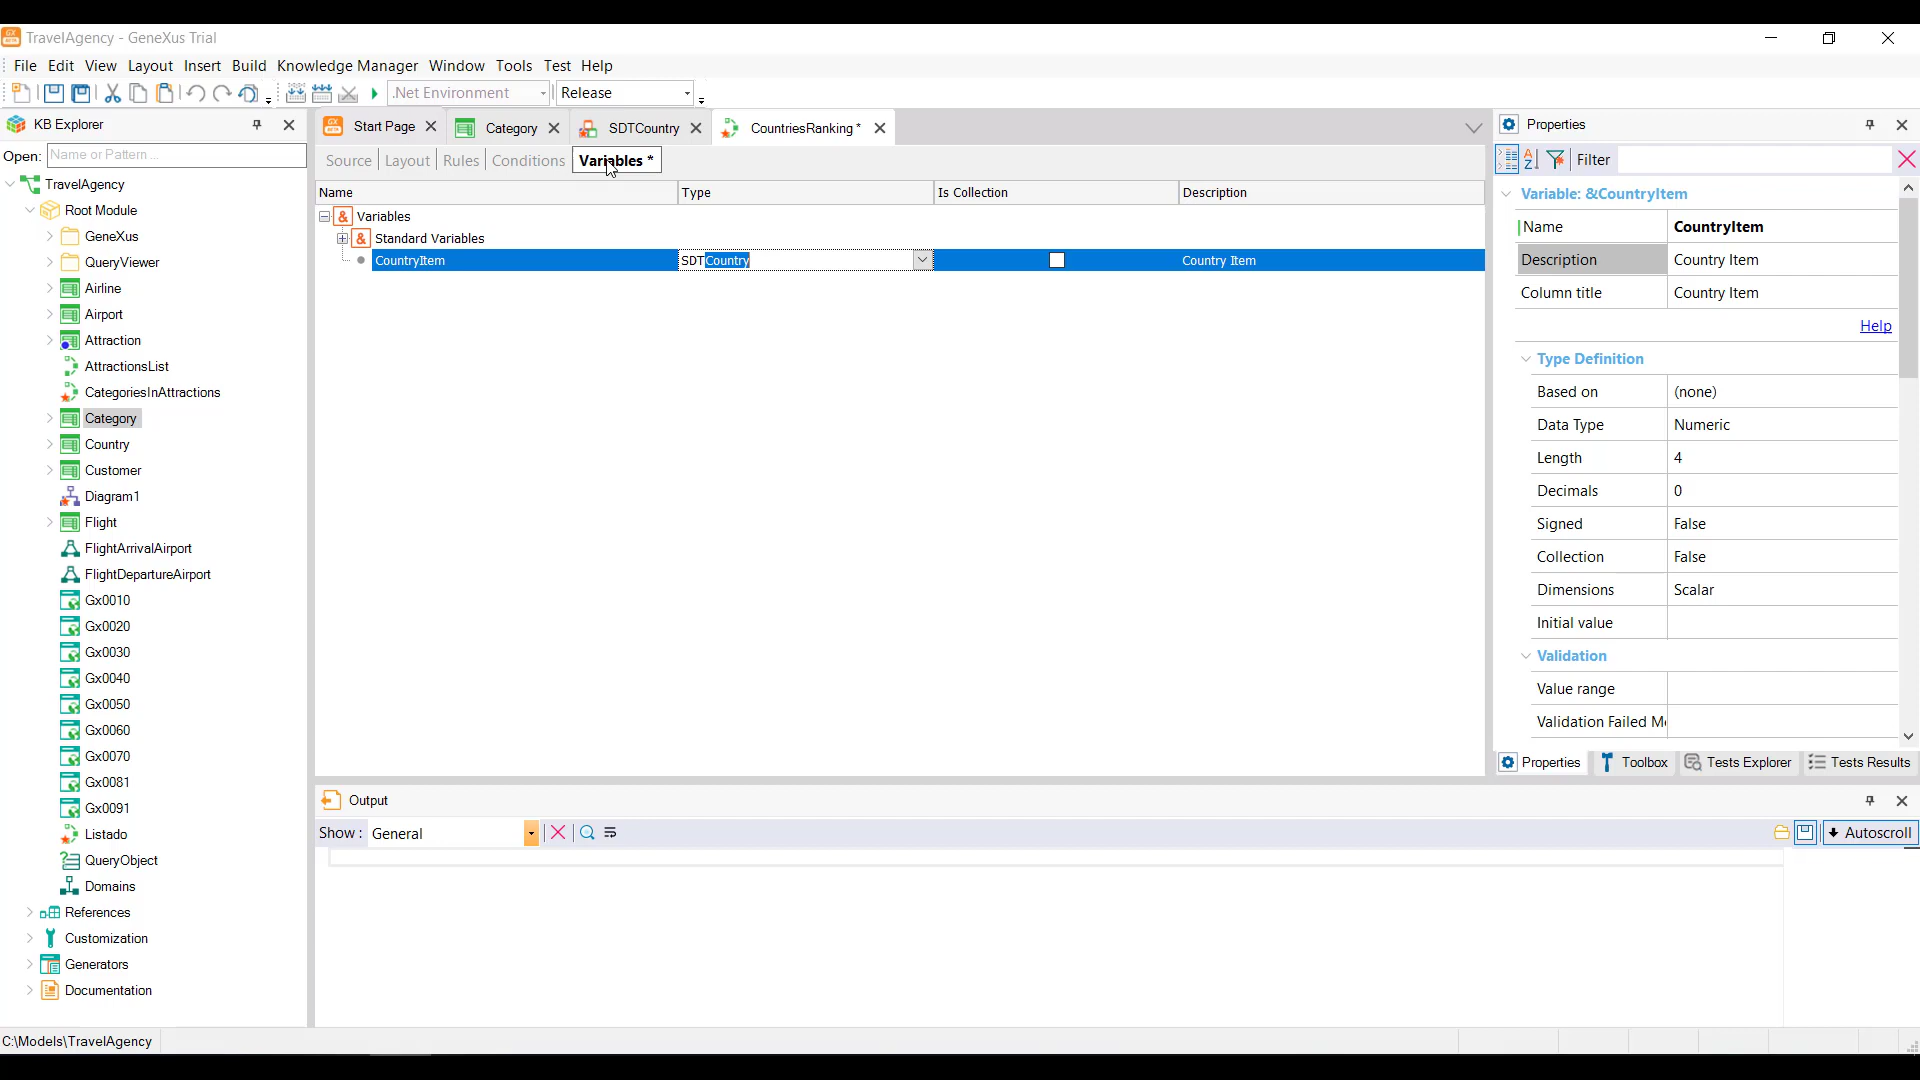 TravelAgency - GeneXus Trial
File Edit View Layout Insert Build Knowledge Manager Window Tools Test Help
.Net Environment Release
KB Explorer
Open: Name or Pattern ...
TravelAgency
Root Module
GeneXus
QueryViewer
Airline
Airport
Attraction
AttractionsList
CategoriesInAttractions
Category
Country
Customer
Diagram1
Flight
FlightArrivalAirport
FlightDepartureAirport
Gx0010
Gx0020
Gx0030
Gx0040
Gx0050
Gx0060
Gx0070
Gx0081
Gx0091
Listado
QueryObject
Domains
References
Customization
Generators
Documentation
Start Page Category SDTCountry CountriesRanking *
Source Layout Rules Conditions Variables *
Name Type Is Collection Description
& Variables
& Standard Variables
CountryItem SDTCountry Country Item
Properties
Filter
Variable: &CountryItem
Name CountryItem
Description Country Item
Column title Country Item
Help
Type Definition
Based on (none)
Data Type Numeric
Length 4
Decimals 0
Signed False
Collection False
Dimensions Scalar
Initial value
Validation
Value range
Validation Failed M
Properties Toolbox Tests Explorer Tests Results
Output
Show : General Autoscroll
C:\Models\TravelAgency